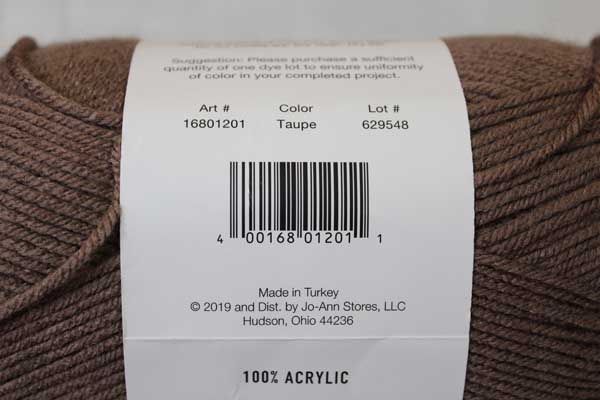 Suggestion: Please purchase a sufficient
quantity of one dye lot to ensure uniformity
of color in your completed project.
Art # Color Lot #
16801201 Taupe 629548
4 00168 01201 1
Made in Turkey
© 2019 and Dist. by Jo-Ann Stores, LLC
Hudson, Ohio 44236
100% ACRYLIC